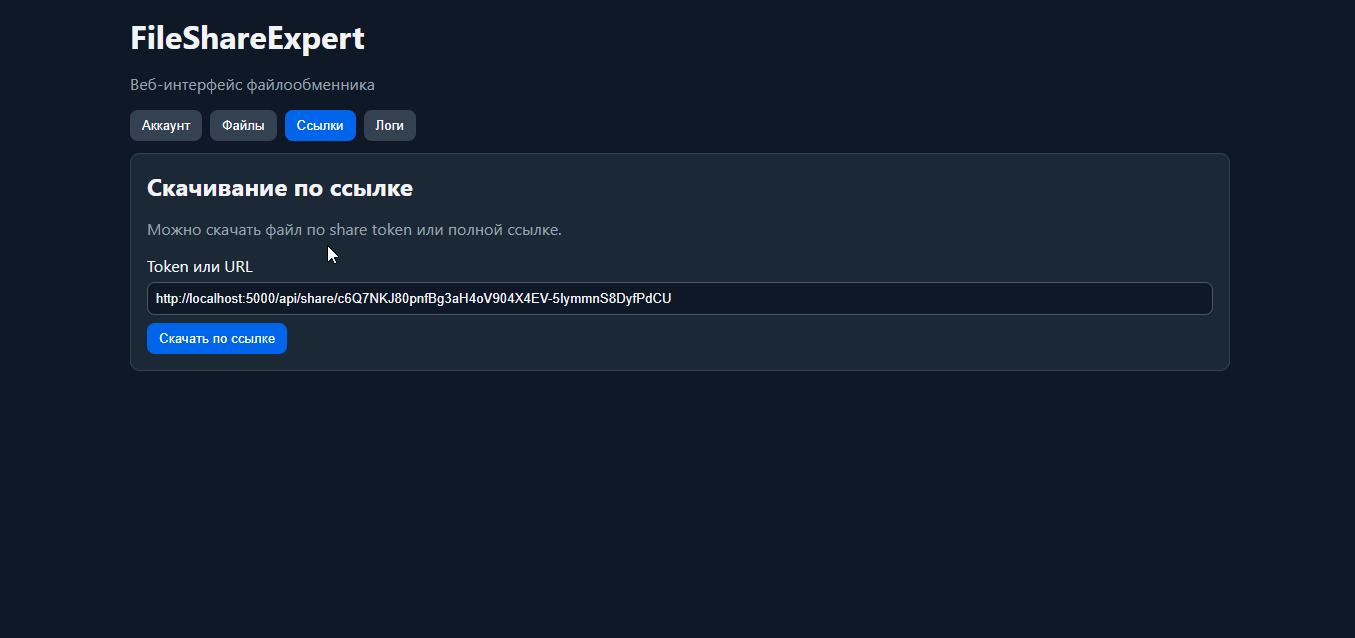 FileShareExpert
Веб-интерфейс файлообменника
Аккаунт Файлы Ссылки Логи
Скачивание по ссылке
Можно скачать файл по share token или полной ссылке.
Token или URL
http://localhost:5000/api/share/c6Q7NKJ80pnfBg3aH4oV904X4EV-5lymmnS8DyfPdCU
Скачать по ссылке